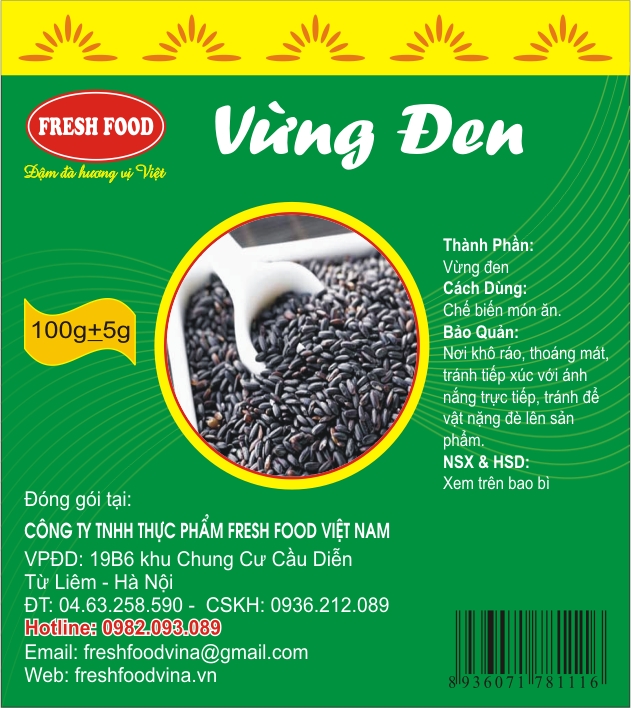 FRESH FOOD
Đậm đà hương vị Việt
Vừng Đen
100g±5g
Thành Phần:
Vừng đen
Cách Dùng:
Chế biến món ăn.
Bảo Quản:
Nơi khô ráo, thoáng mát,
tránh tiếp xúc với ánh
nắng trực tiếp, tránh để
vật nặng đè lên sản
phẩm.
NSX & HSD:
Xem trên bao bì
Đóng gói tại:
CÔNG TY TNHH THỰC PHẨM FRESH FOOD VIỆT NAM
VPĐD: 19B6 khu Chung Cư Cầu Diễn
Từ Liêm - Hà Nội
ĐT: 04.63.258.590 - CSKH: 0936.212.089
Hotline: 0982.093.089
Email: freshfoodvina@gmail.com
Web: freshfoodvina.vn
8 936071 781116